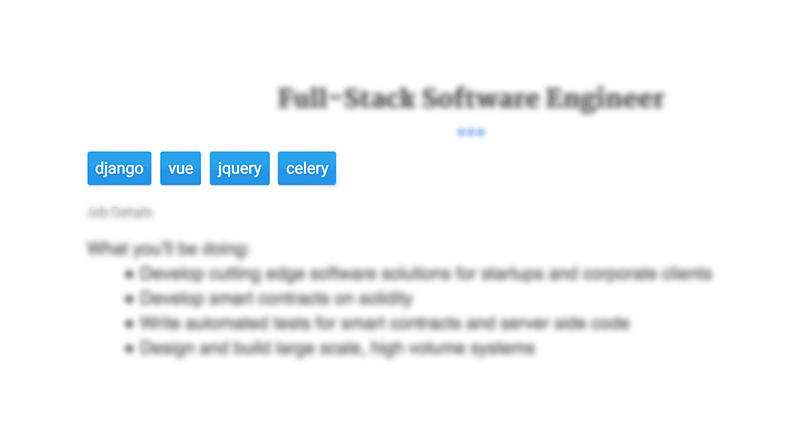 Full-Stack Software Engineer
django vue jquery celery
Job Details
What you'll be doing:
Develop cutting edge software solutions for startups and corporate clients
Develop smart contracts on solidity
Write automated tests for smart contracts and server side code
Design and build large scale, high volume systems